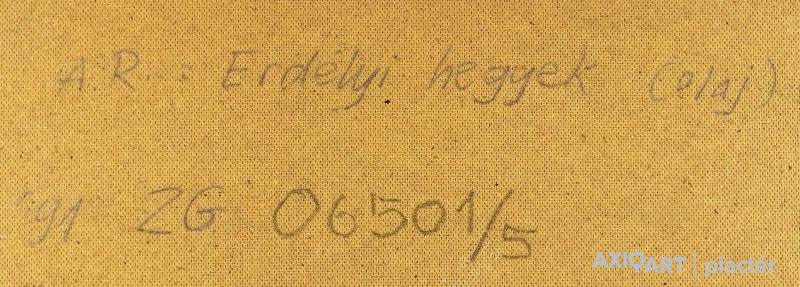 A.R.: Erdélyi hegyek (olaj)
'91 ZG 06501/5
AXIOART | piactér